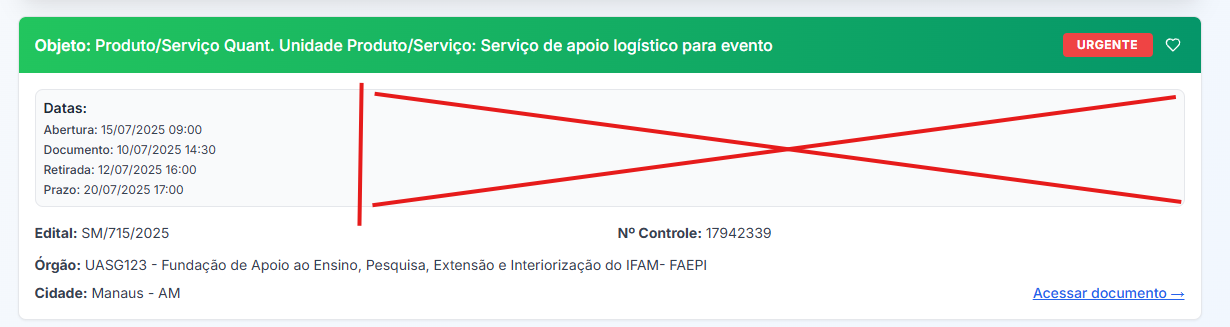 Objeto: Produto/Serviço Quant. Unidade Produto/Serviço: Serviço de apoio logístico para evento
URGENTE
Datas:
Abertura: 15/07/2025 09:00
Documento: 10/07/2025 14:30
Retirada: 12/07/2025 16:00
Prazo: 20/07/2025 17:00
Edital: SM/715/2025
Nº Controle: 17942339
Órgão: UASG123 - Fundação de Apoio ao Ensino, Pesquisa, Extensão e Interiorização do IFAM- FAEPI
Cidade: Manaus - AM
Acessar documento →